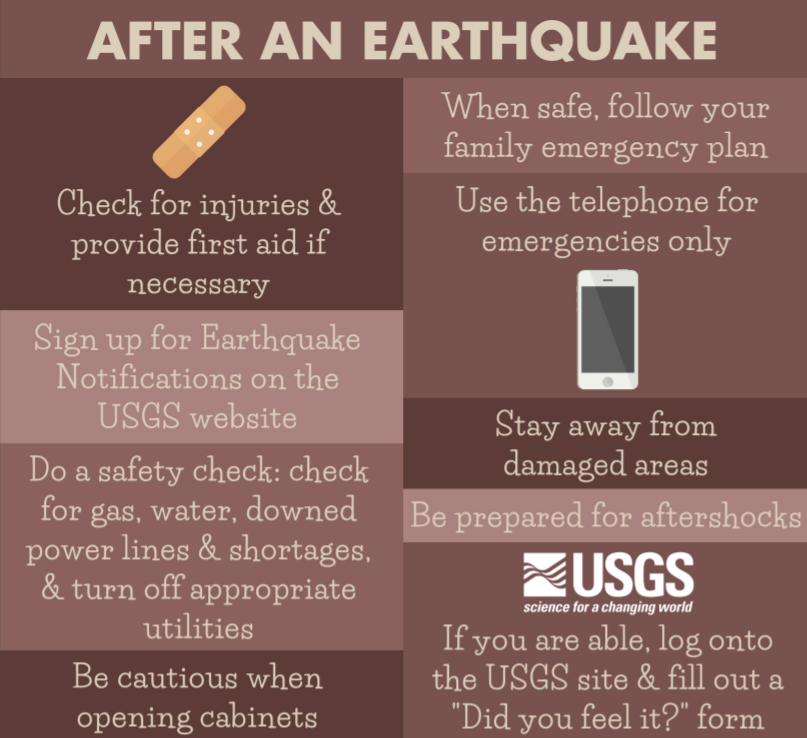 AFTER AN EARTHQUAKE
Check for injuries &
provide first aid if
necessary
Sign up for Earthquake
Notifications on the
USGS website
Do a safety check: check
for gas, water, downed
power lines & shortages,
& turn off appropriate
utilities
Be cautious when
opening cabinets
When safe, follow your
family emergency plan
Use the telephone for
emergencies only
Stay away from
damaged areas
Be prepared for aftershocks
USGS
science for a changing world
If you are able, log onto
the USGS site & fill out a
"Did you feel it?" form